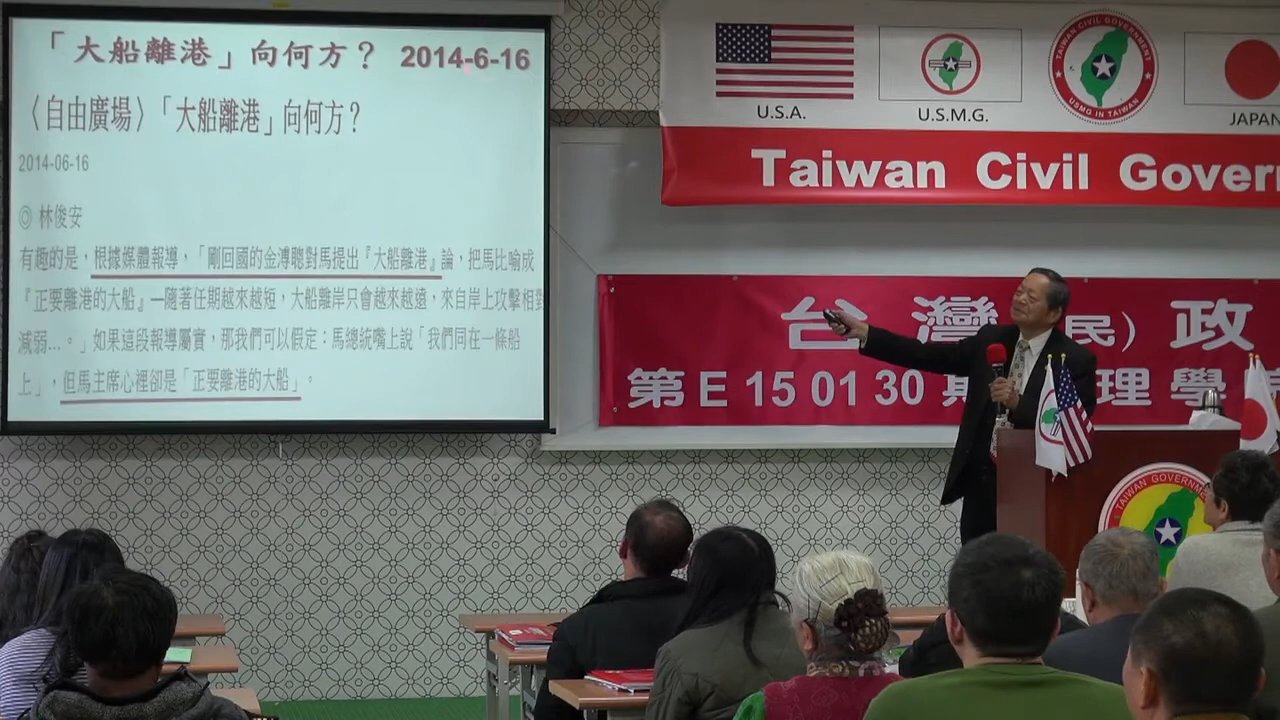 「大船離港」向何方？ 2014-6-16
〈自由廣場〉「大船離港」向何方？
2014-06-16
◎ 林俊安
有趣的是，根據媒體報導，「剛回國的金溥聰對馬提出『大船離港』論，把馬比喻成
『正要離港的大船』—隨著任期越來越短，大船離岸只會越來越遠，來自岸上攻擊相對
減弱…。」如果這段報導屬實，那我們可以假定：馬總統嘴上說「我們同在一條船
上」，但馬主席心裡卻是「正要離港的大船」。
U.S.A.
U.S.M.G.
TAIWAN CIVIL GOVERNMENT
USMG IN TAIWAN
JAPAN
Taiwan Civil Govern
台灣（民）政
第E 15 01 30 期 理學
TAIWAN GOVERNMENT